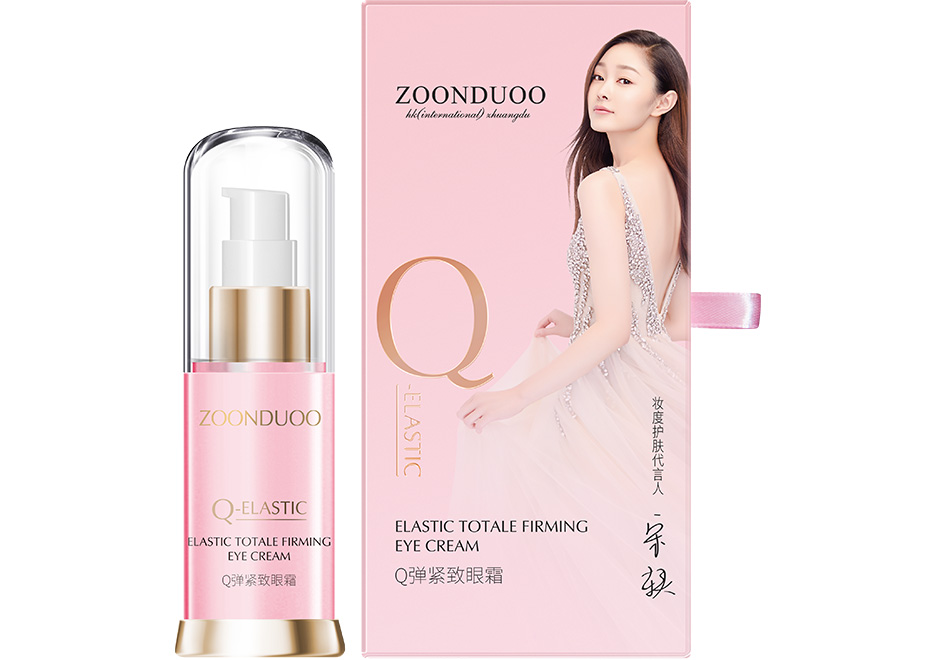 ZOONDUOO
Q-ELASTIC
ELASTIC TOTALE FIRMING
EYE CREAM
Q弹紧致眼霜
ZOONDUOO
hk(international) zhuangdu
Q
-ELASTIC
妆度护肤代言人
ELASTIC TOTALE FIRMING
EYE CREAM
Q弹紧致眼霜